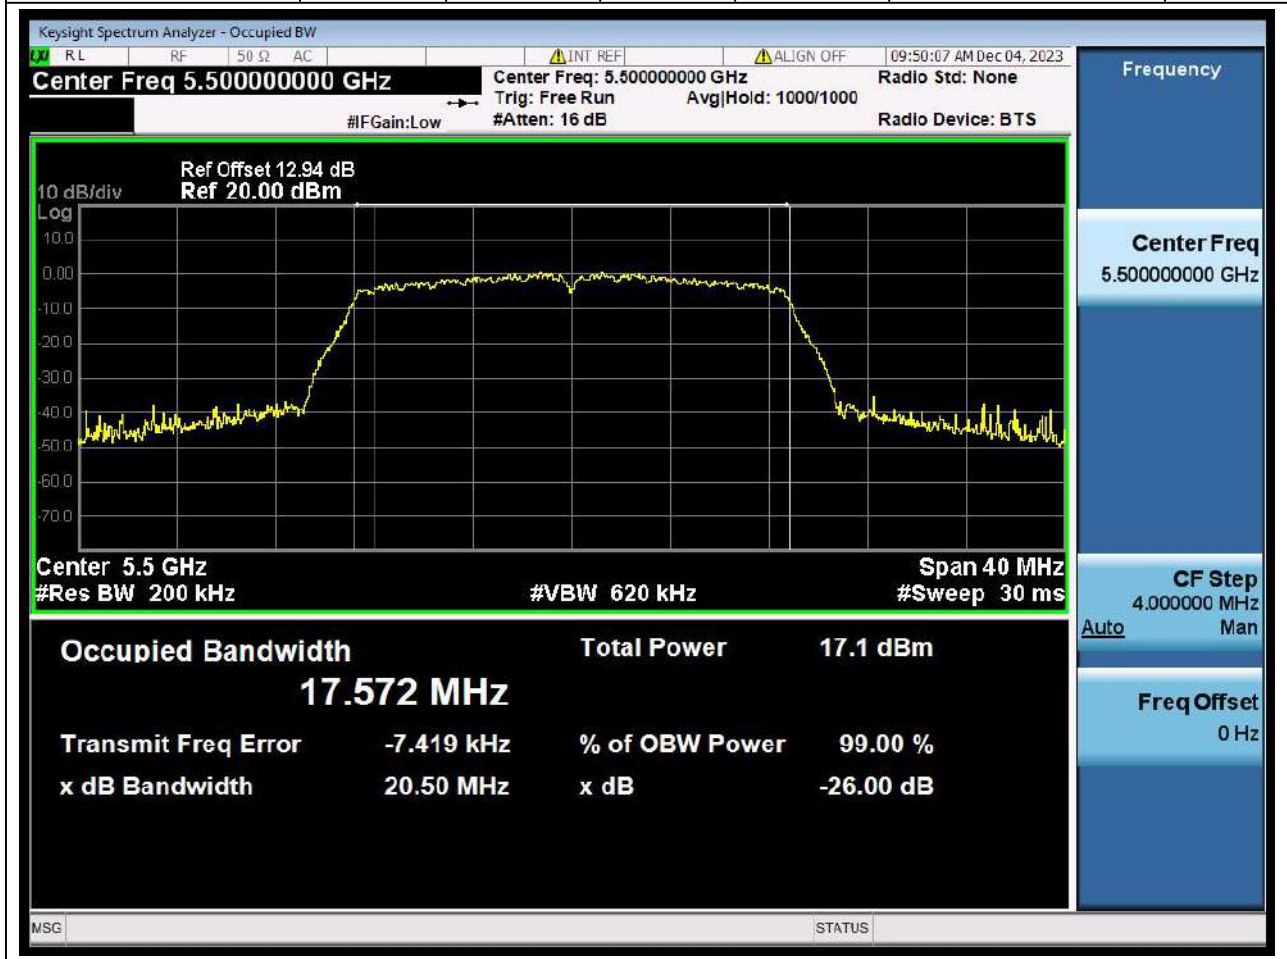 Keysight Spectrum Analyzer - Occupied BW
LXI RL RF 50 Ω AC INT REF ALIGN OFF 09:50:07 AM Dec 04, 2023
Center Freq 5.500000000 GHz
Center Freq: 5.500000000 GHz Radio Std: None
Trig: Free Run Avg|Hold: 1000/1000
#IFGain:Low #Atten: 16 dB Radio Device: BTS
Frequency
Ref Offset 12.94 dB
10 dB/div Ref 20.00 dBm
Log
10.0
0.00
-10.0
-20.0
-30.0
-40.0
-50.0
-60.0
-70.0
Center 5.5 GHz Span 40 MHz
#Res BW 200 kHz #VBW 620 kHz #Sweep 30 ms
Center Freq
5.500000000 GHz
CF Step
4.000000 MHz
Auto Man
Freq Offset
0 Hz
Occupied Bandwidth Total Power 17.1 dBm
17.572 MHz
Transmit Freq Error -7.419 kHz % of OBW Power 99.00 %
x dB Bandwidth 20.50 MHz x dB -26.00 dB
MSG STATUS